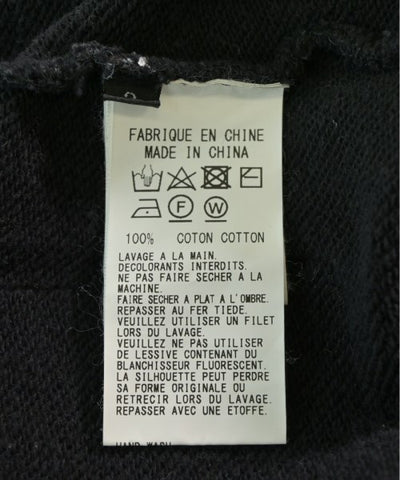 FABRIQUE EN CHINE
MADE IN CHINA
F W
100% COTON COTTON
LAVAGE A LA MAIN.
DECOLORANTS INTERDITS.
NE PAS FAIRE SECHER A LA
MACHINE.
FAIRE SECHER A PLAT A L'OMBRE.
REPASSER AU FER TIEDE.
VEUILLEZ UTILISER UN FILET
LORS DU LAVAGE.
VEUILLEZ NE PAS UTILISER
DE LESSIVE CONTENANT DU
BLANCHISSEUR FLUORESCENT.
LA SILHOUETTE PEUT PERDRE
SA FORME ORIGINALE OU
RETRECIR LORS DU LAVAGE.
REPASSER AVEC UNE ETOFFE.
HAND WASH